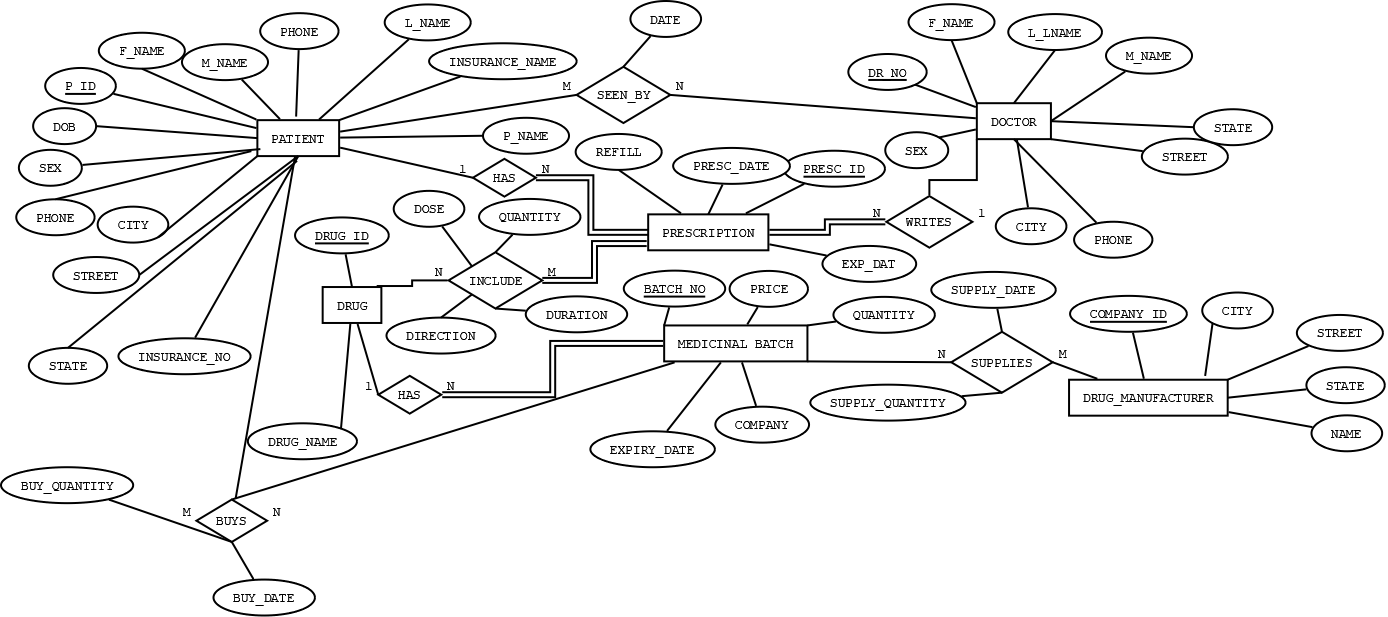 DATE
F_NAME
L_NAME
PHONE
L_LNAME
F_NAME
M_NAME
M_NAME
INSURANCE_NAME
DR_NO
P_ID
M
N
SEEN_BY
DOB
DOCTOR
STATE
P_NAME
PATIENT
REFILL
SEX
STREET
SEX
PRESC_DATE
PRESC_ID
1
N
HAS
DOSE
N
1
PHONE
QUANTITY
WRITES
CITY
CITY
PRESCRIPTION
DRUG_ID
PHONE
EXP_DAT
N
M
STREET
INCLUDE
BATCH_NO
PRICE
SUPPLY_DATE
DRUG
DURATION
QUANTITY
COMPANY_ID
CITY
DIRECTION
STREET
MEDICINAL BATCH
N
M
INSURANCE_NO
SUPPLIES
STATE
1
N
STATE
HAS
DRUG_MANUFACTURER
SUPPLY_QUANTITY
COMPANY
NAME
DRUG_NAME
EXPIRY_DATE
BUY_QUANTITY
M
N
BUYS
BUY_DATE